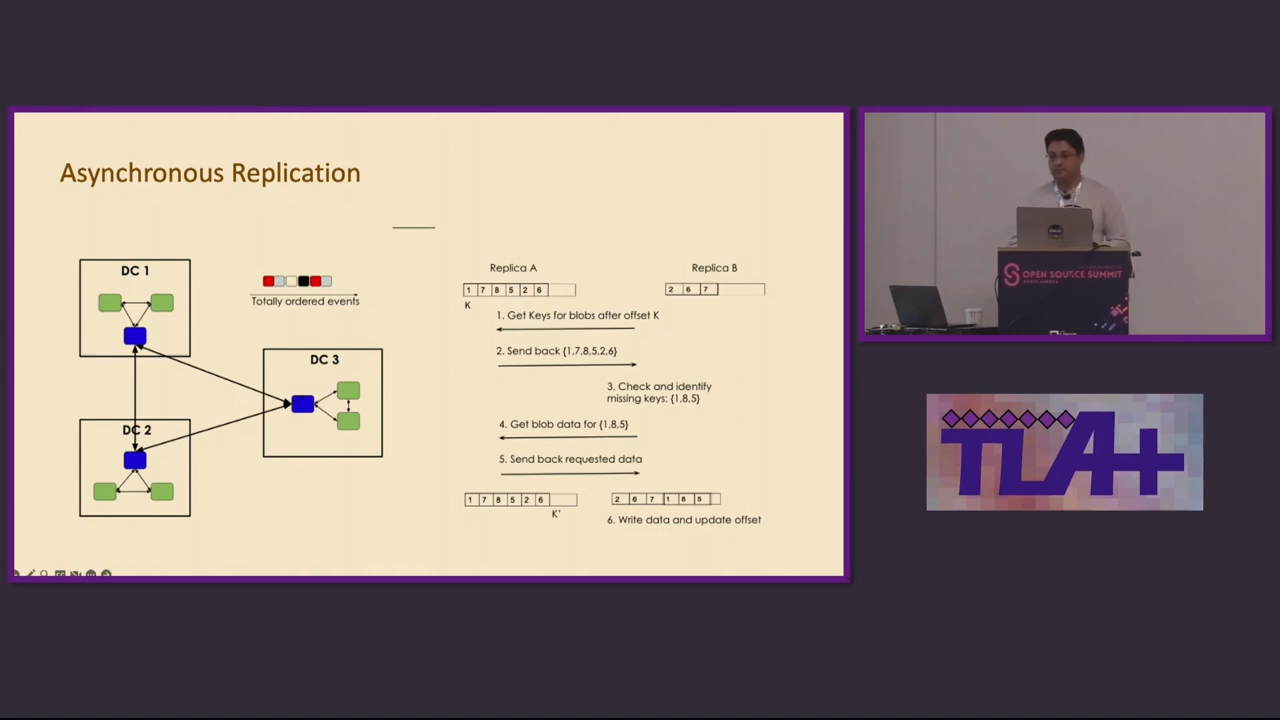 Asynchronous Replication
DC 1
DC 2
DC 3
Totally ordered events
Replica A
Replica B
1 7 8 5 2 6
2 6 7
K
1. Get Keys for blobs after offset K
2. Send back {1,7,8,5,2,6}
3. Check and identify
missing keys: {1,8,5}
4. Get blob data for {1,8,5}
5. Send back requested data
1 7 8 5 2 6
2 6 7 1 8 5
K'
6. Write data and update offset
OPEN SOURCE SUMMIT
NORTH AMERICA
TLA+